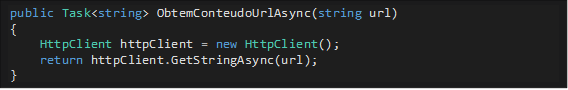 public Task<string> ObtemConteudoUrlAsync(string url)
{
    HttpClient httpClient = new HttpClient();
    return httpClient.GetStringAsync(url);
}